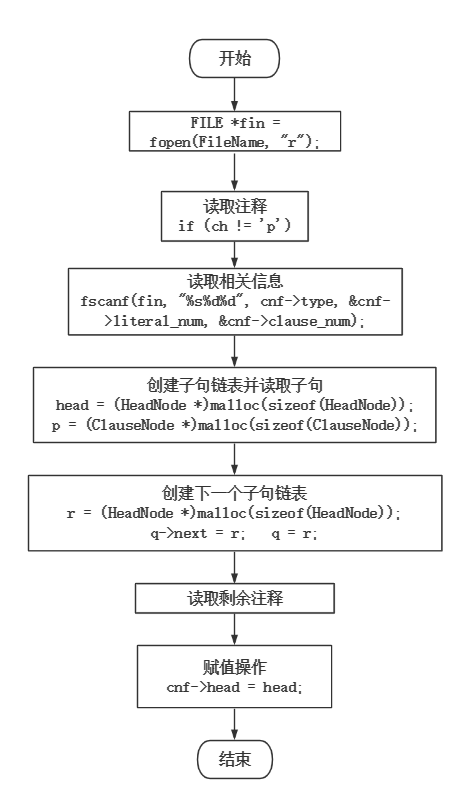 开始
FILE *fin =
fopen(FileName, "r");
读取注释
if (ch != 'p')
读取相关信息
fscanf(fin, "%s%d%d", cnf->type, &cnf-
>literal_num, &cnf->clause_num);
创建子句链表并读取子句
head = (HeadNode *)malloc(sizeof(HeadNode));
p = (ClauseNode *)malloc(sizeof(ClauseNode));
创建下一个子句链表
r = (HeadNode *)malloc(sizeof(HeadNode));
q->next = r; q = r;
读取剩余注释
赋值操作
cnf->head = head;
结束